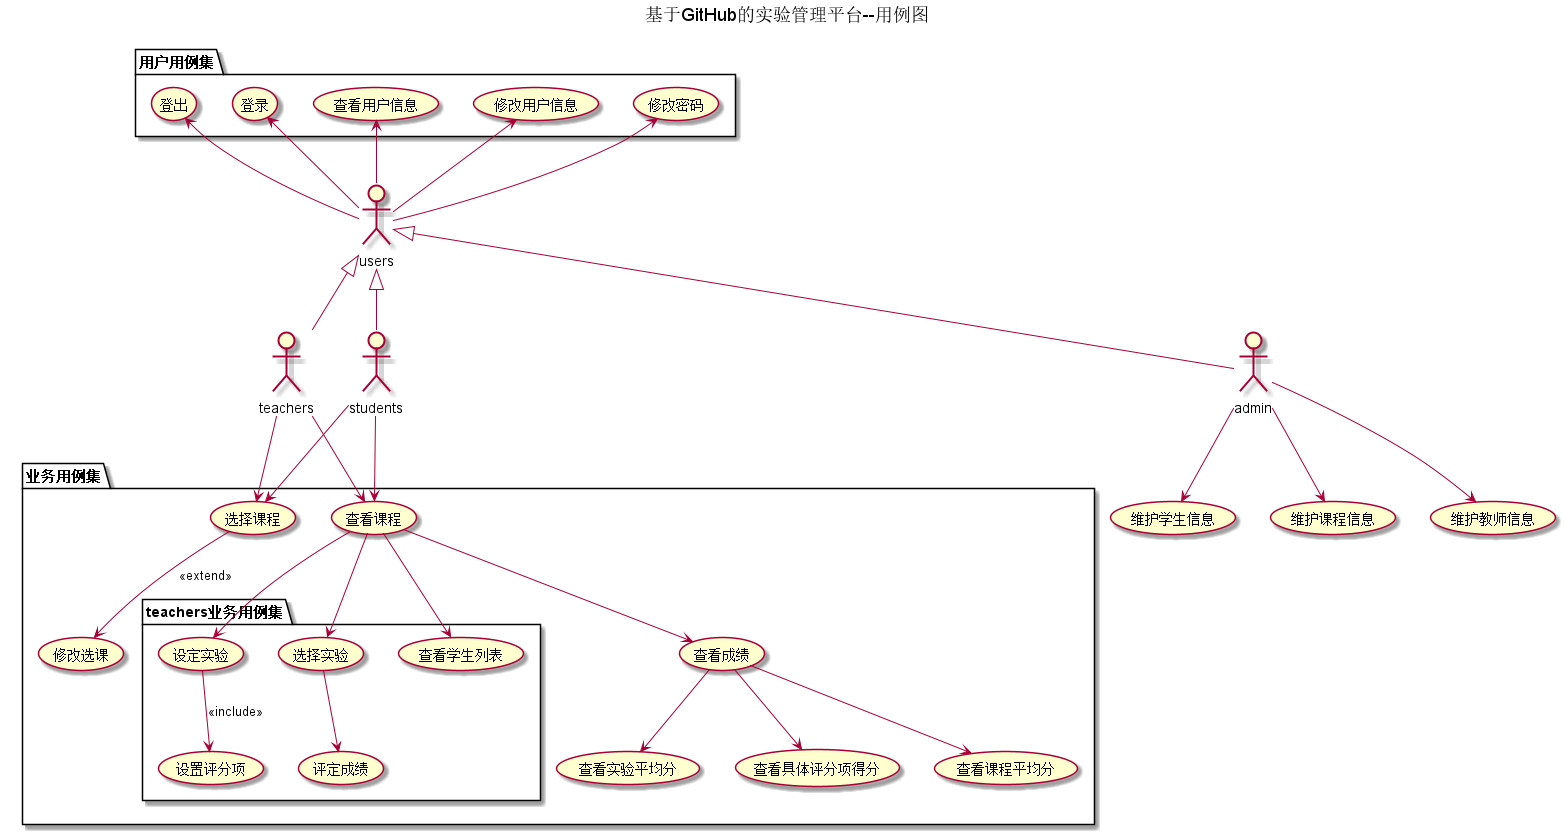 基于GitHub的实验管理平台--用例图
用户用例集
登出
登录
查看用户信息
修改用户信息
修改密码
users
teachers
students
admin
业务用例集
选择课程
查看课程
维护学生信息
维护课程信息
维护教师信息
«extend»
teachers业务用例集
修改选课
设定实验
选择实验
查看学生列表
查看成绩
«include»
设置评分项
评定成绩
查看实验平均分
查看具体评分项得分
查看课程平均分